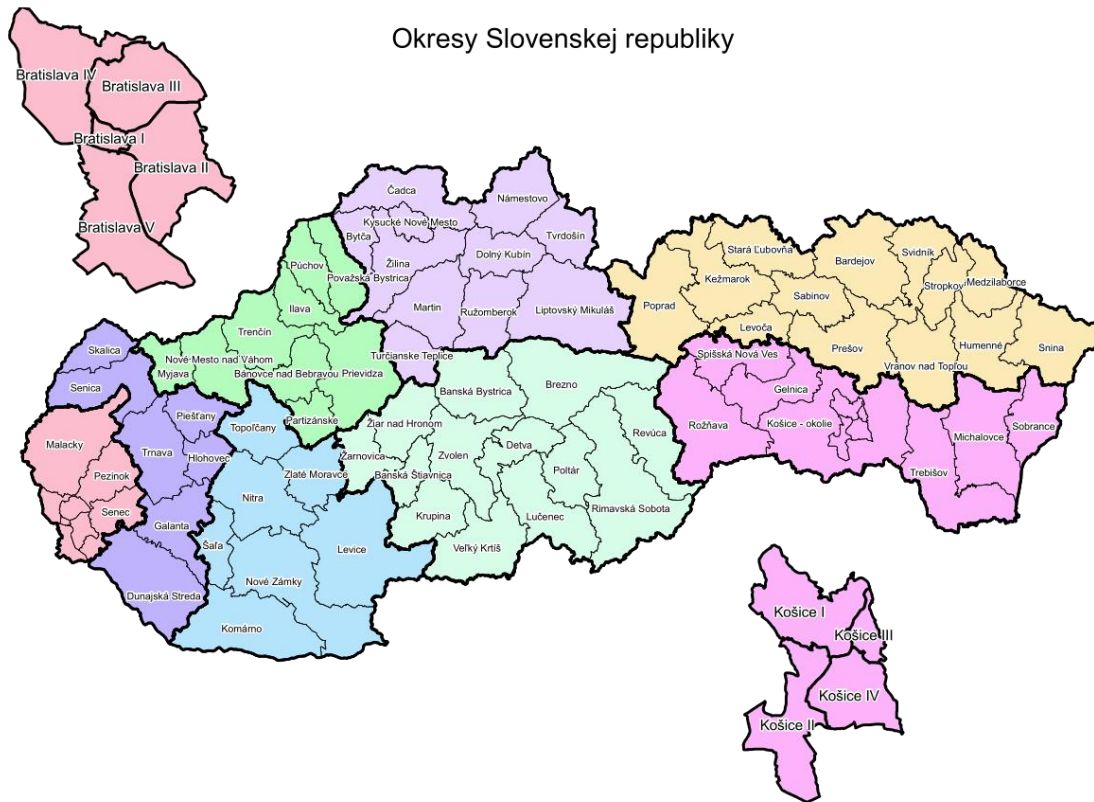 Okresy Slovenskej republiky
Bratislava IV
Bratislava III
Bratislava I
Bratislava II
Bratislava V
Čadca
Námestovo
Kysucké Nové Mesto
Bytča
Tvrdošín
Žilina
Dolný Kubín
Púchov
Považská Bystrica
Ilava
Martin
Ružomberok
Liptovský Mikuláš
Trenčín
Turčianske Teplice
Nové Mesto nad Váhom
Myjava
Bánovce nad Bebravou
Prievidza
Partizánske
Stará Ľubovňa
Bardejov
Svidník
Kežmarok
Stropkov
Medzilaborce
Poprad
Sabinov
Levoča
Prešov
Humenné
Snina
Vranov nad Topľou
Spišská Nová Ves
Gelnica
Rožňava
Košice - okolie
Michalovce
Sobrance
Trebišov
Skalica
Senica
Piešťany
Trnava
Hlohovec
Galanta
Dunajská Streda
Malacky
Pezinok
Senec
Topoľčany
Zlaté Moravce
Nitra
Šaľa
Levice
Nové Zámky
Komárno
Banská Bystrica
Brezno
Žiar nad Hronom
Revúca
Detva
Zvolen
Žarnovica
Banská Štiavnica
Poltár
Rimavská Sobota
Krupina
Lučenec
Veľký Krtíš
Košice I
Košice III
Košice IV
Košice II